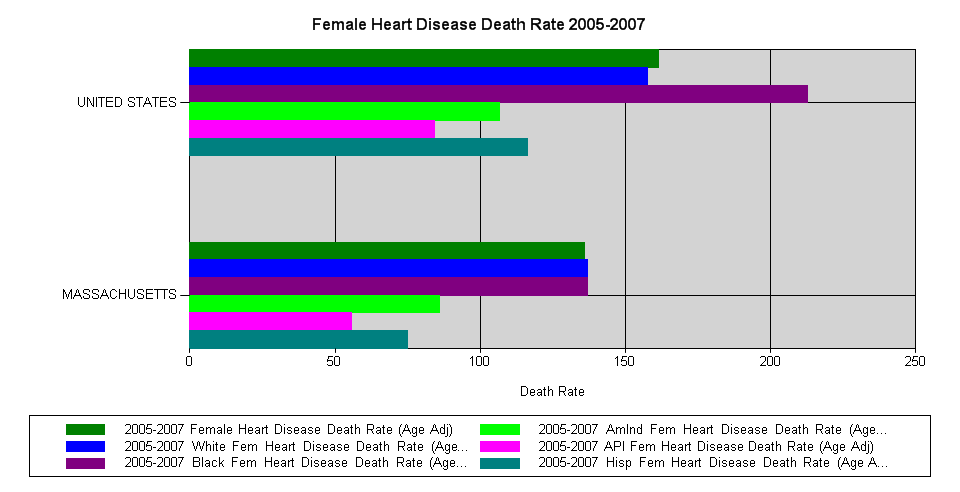 Female Heart Disease Death Rate 2005-2007
UNITED STATES
MASSACHUSETTS
0 50 100 150 200 250
Death Rate
2005-2007 Female Heart Disease Death Rate (Age Adj)
2005-2007 White Fem Heart Disease Death Rate (Age...
2005-2007 Black Fem Heart Disease Death Rate (Age...
2005-2007 AmInd Fem Heart Disease Death Rate (Age...
2005-2007 API Fem Heart Disease Death Rate (Age Adj)
2005-2007 Hisp Fem Heart Disease Death Rate (Age A...